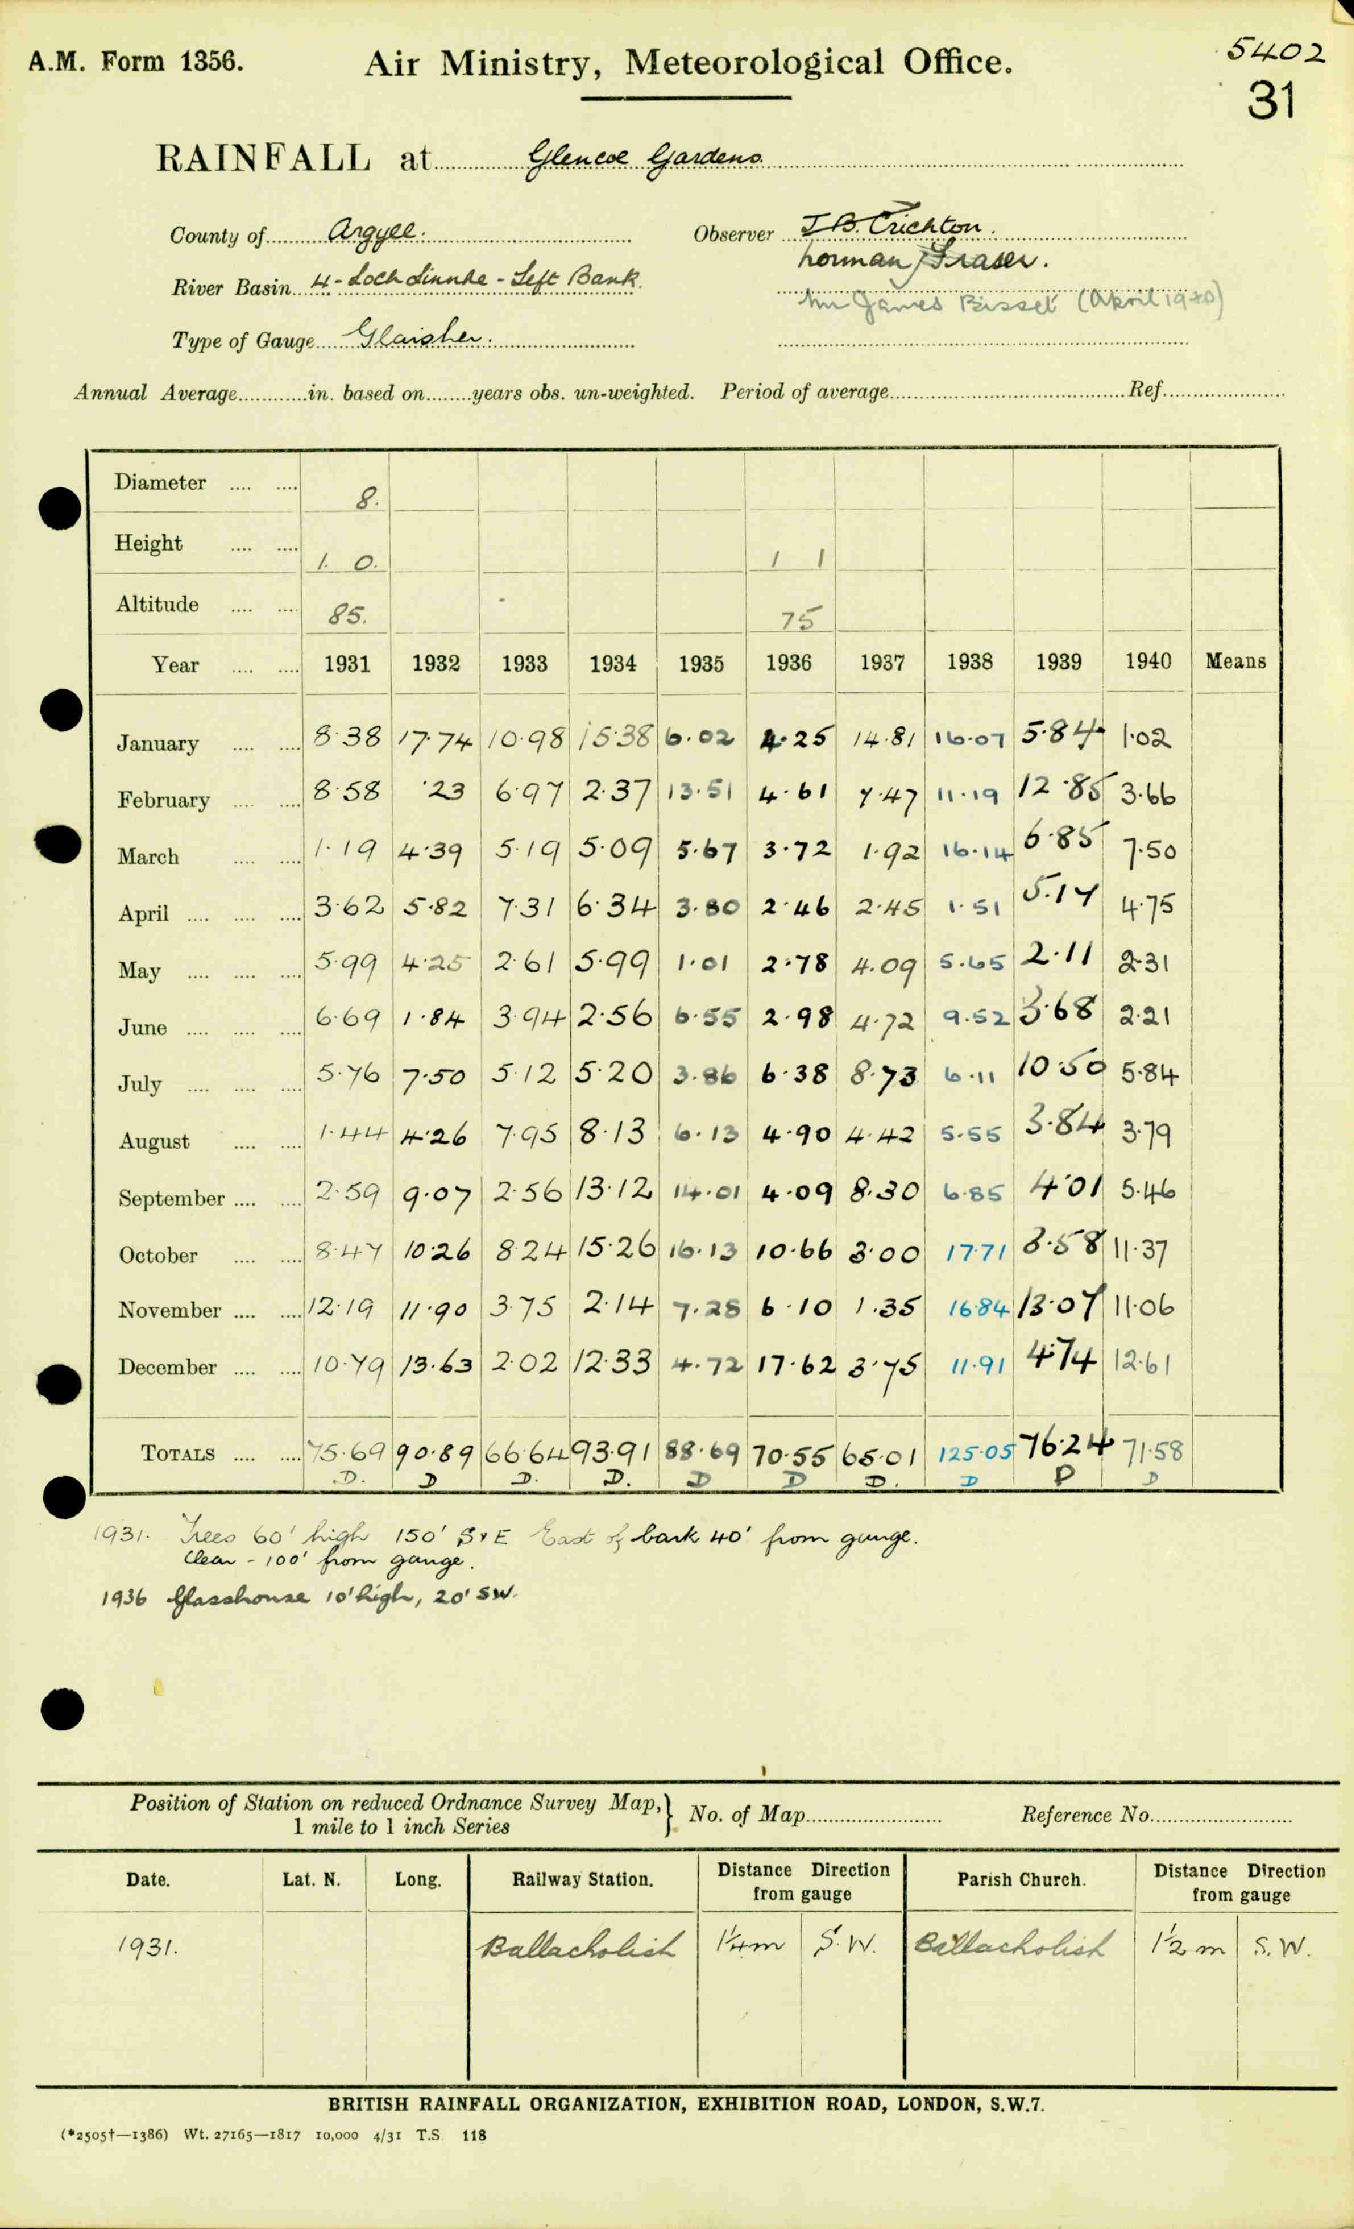 A.M. Form 1356.
Air Ministry, Meteorological Office.
5402
31
RAINFALL at Glencoe Gardens.
County of Argyll.
Observer J.B. Crichton.
Norman Fraser.
River Basin 4 - Loch Linnhe - Left Bank.
Mr James Bisset (April 1940)
Type of Gauge Glaisher.
Annual Average in. based on years obs. un-weighted. Period of average Ref.
Diameter 8.
Height 1. 0. 1 1
Altitude 85. 75
Year 1931 1932 1933 1934 1935 1936 1937 1938 1939 1940 Means
January 8.38 17.74 10.98 15.38 6.02 4.25 14.81 16.07 5.84 1.02
February 8.58 .23 6.97 2.37 13.51 4.61 7.47 11.19 12.85 3.66
March 1.19 4.39 5.19 5.09 5.67 3.72 1.92 16.14 6.85 7.50
April 3.62 5.82 7.31 6.34 3.80 2.46 2.45 1.51 5.17 4.75
May 5.99 4.25 2.61 5.99 1.01 2.78 4.09 5.65 2.11 2.31
June 6.69 1.84 3.94 2.56 6.55 2.98 4.72 9.52 3.68 2.21
July 5.76 7.50 5.12 5.20 3.86 6.38 8.73 6.11 10.50 5.84
August 1.44 4.26 7.95 8.13 6.13 4.90 4.42 5.55 3.84 3.79
September 2.59 9.07 2.56 13.12 14.01 4.09 8.30 6.85 4.01 5.46
October 8.47 10.26 8.24 15.26 16.13 10.66 3.00 17.71 3.58 11.37
November 12.19 11.90 3.75 2.14 7.28 6.10 1.35 16.84 13.07 11.06
December 10.79 13.63 2.02 12.33 4.72 17.62 3.75 11.91 4.74 12.61
TOTALS 75.69 90.89 66.64 93.91 88.69 70.55 65.01 125.05 76.24 71.58
D. D D. D. D D D. D D D
1931. Trees 60' high 150' S & E East of bark 40' from gauge.
clear - 100' from gauge.
1936 Glasshouse 10' high, 20' SW.
Position of Station on reduced Ordnance Survey Map,} No. of Map Reference No.
1 mile to 1 inch Series
Date. Lat. N. Long. Railway Station. Distance Direction from gauge Parish Church. Distance Direction from gauge
1931. Ballacholish 1¼ m S.W. Ballacholish 1½ m S.W.
BRITISH RAINFALL ORGANIZATION, EXHIBITION ROAD, LONDON, S.W.7.
(*2505†—1386) Wt. 27165—1817 10,000 4/31 T.S. 118